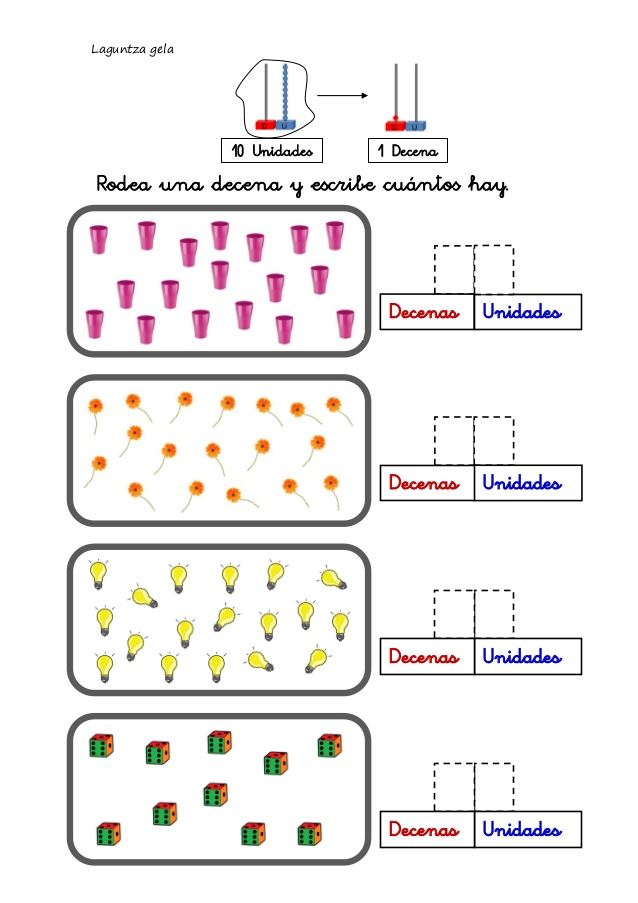 Laguntza gela
10 Unidades
1 Decena
Rodea una decena y escribe cuántos hay.
Decenas Unidades
Decenas Unidades
Decenas Unidades
Decenas Unidades